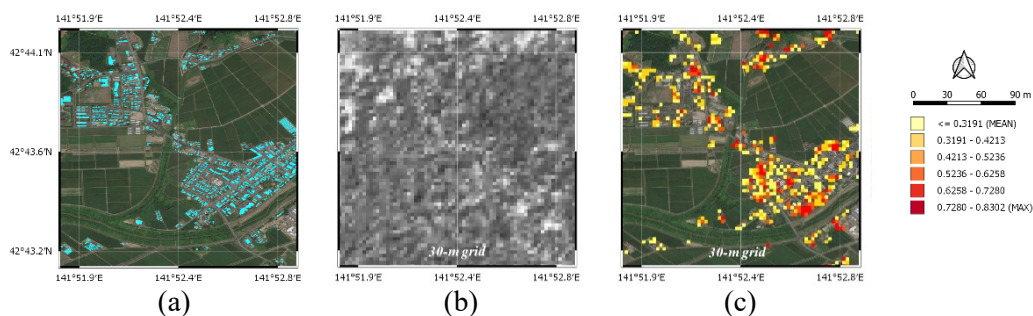 141°51.9'E 141°52.4'E 141°52.8'E 141°51.9'E 141°52.4'E 141°52.8'E 141°51.9'E 141°52.4'E 141°52.8'E
42°44.1'N
42°43.6'N
42°43.2'N
30-m grid
30-m grid
141°51.9'E 141°52.4'E 141°52.8'E 141°51.9'E 141°52.4'E 141°52.8'E 141°51.9'E 141°52.4'E 141°52.8'E
(a) (b) (c)
0 30 60 90 m
<= 0.3191 (MEAN)
0.3191 - 0.4213
0.4213 - 0.5236
0.5236 - 0.6258
0.6258 - 0.7280
0.7280 - 0.8302 (MAX)